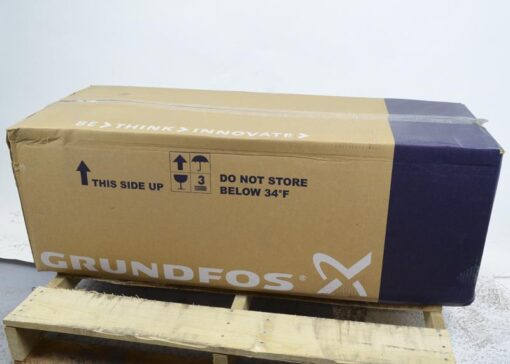 BE>THINK>INNOVATE>
THIS SIDE UP
3
DO NOT STORE
BELOW 34°F
GRUNDFOS®